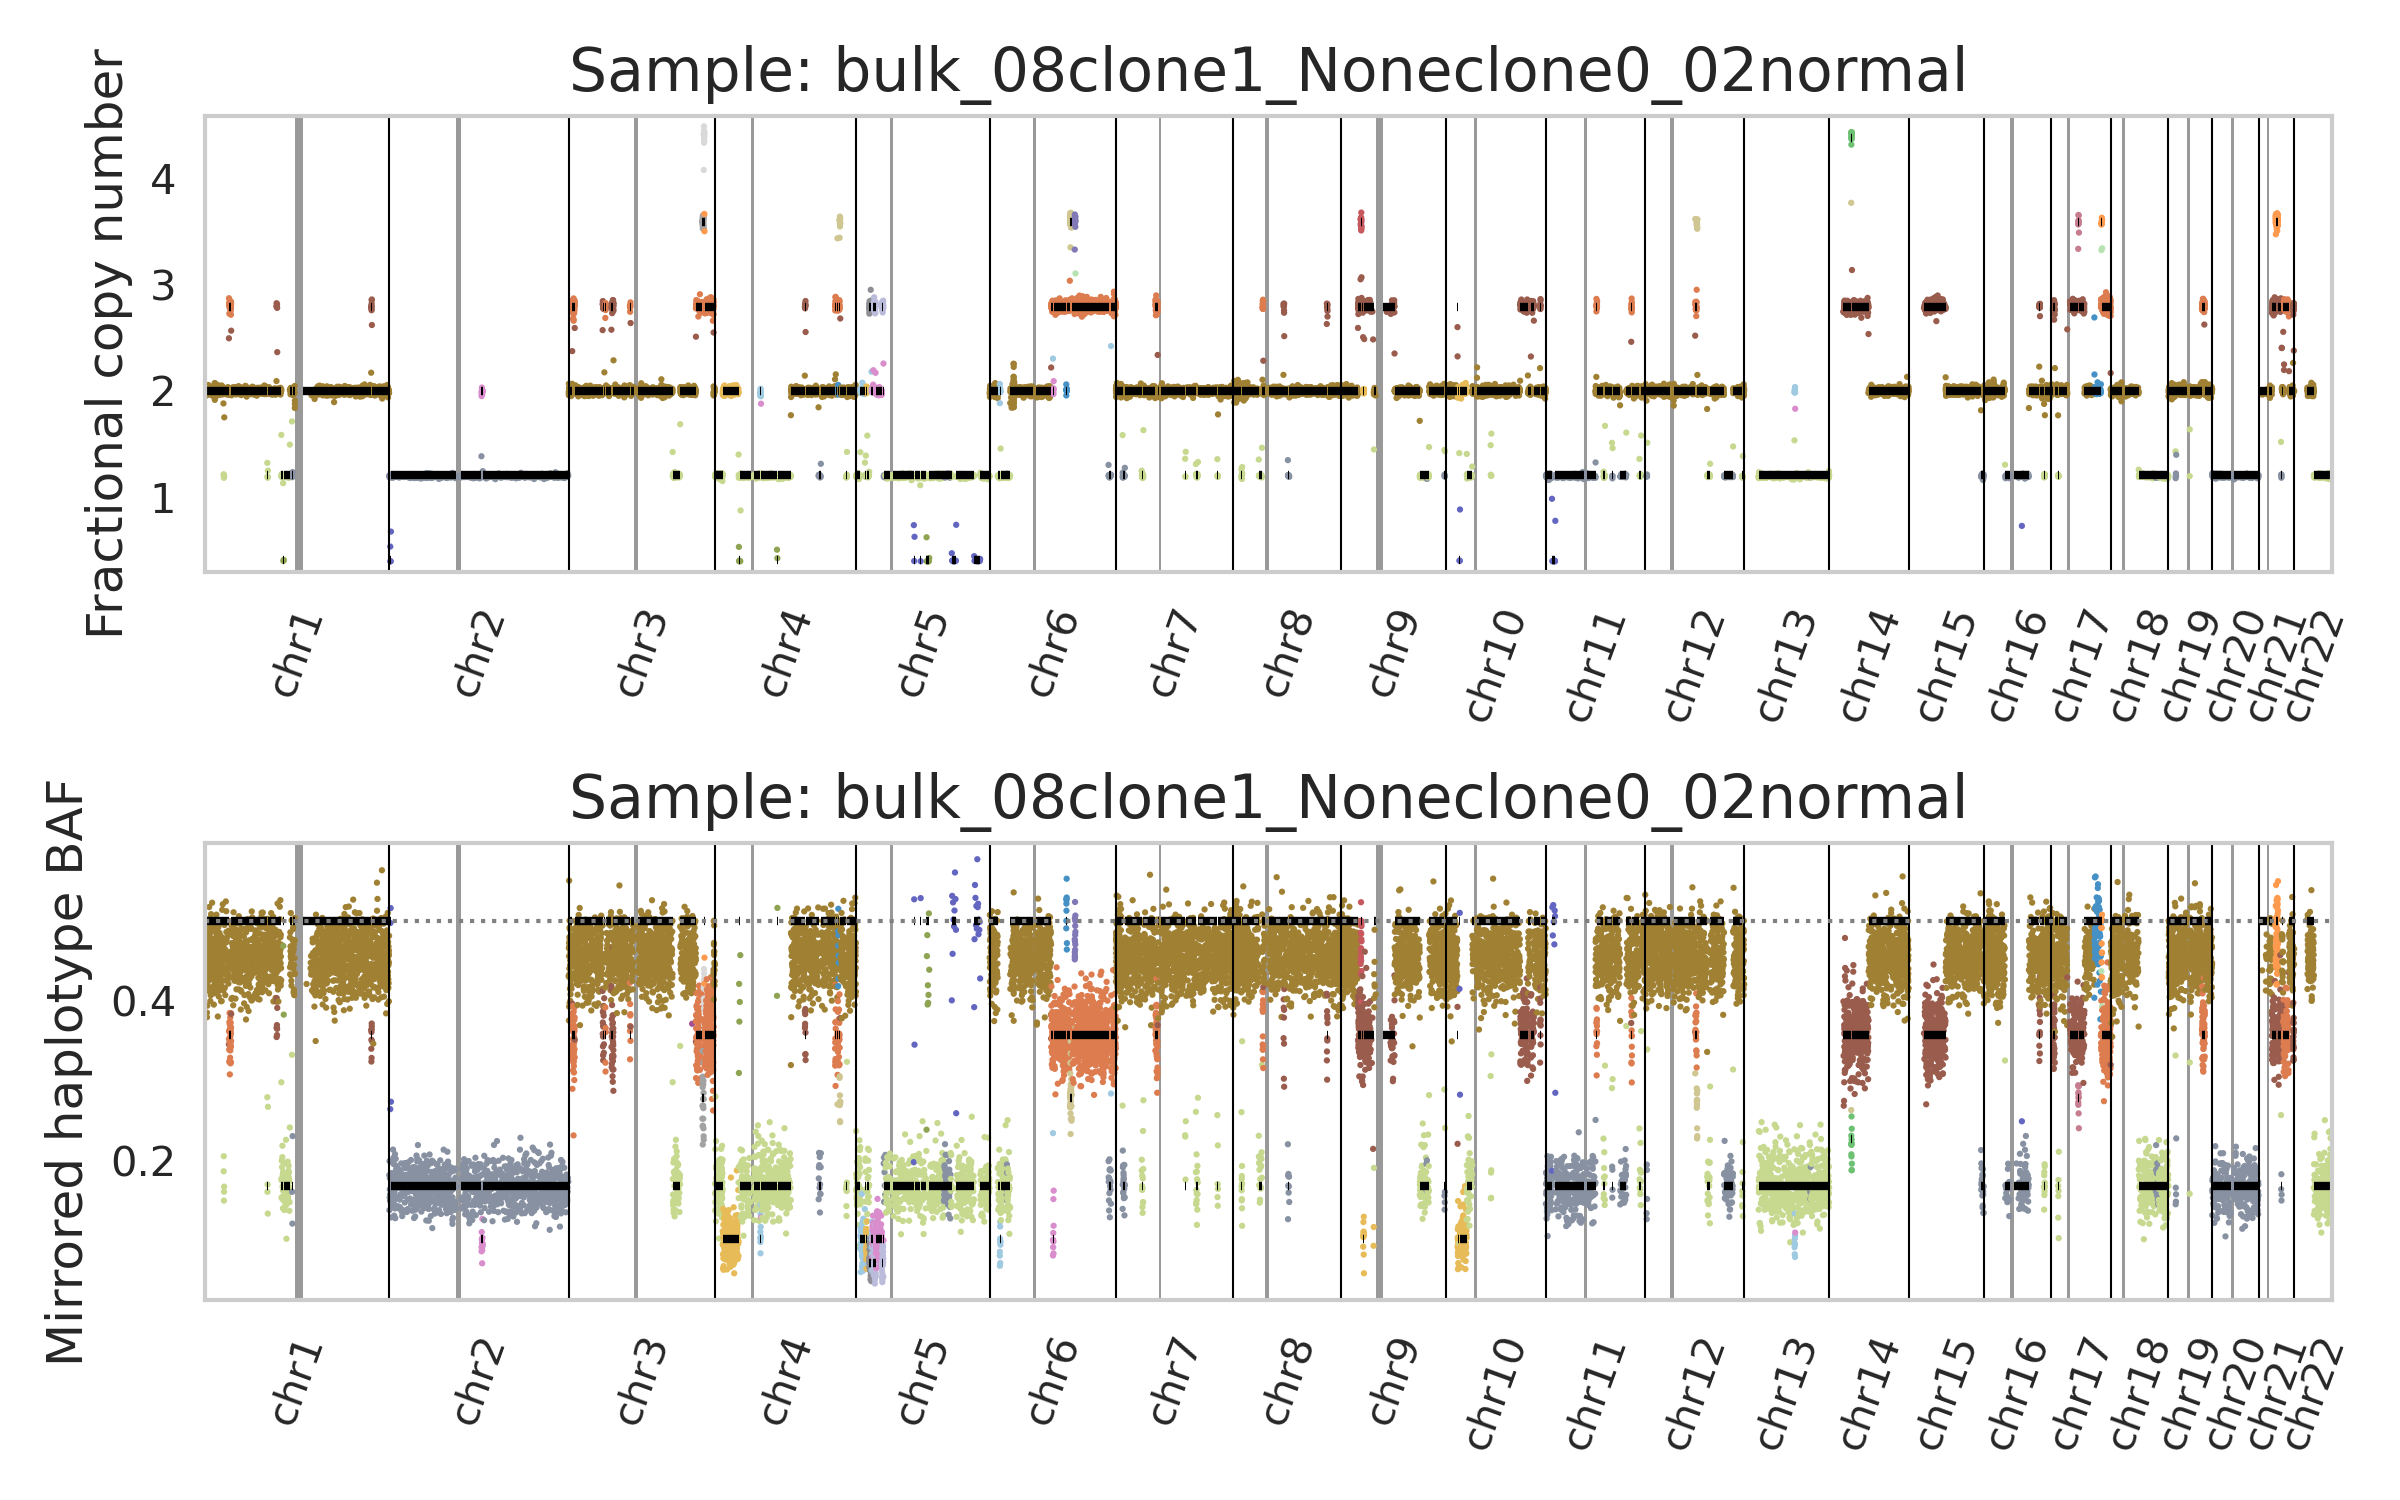 Sample: bulk_08clone1_Noneclone0_02normal
Fractional copy number
4
3
2
1
chr1 chr2 chr3 chr4 chr5 chr6 chr7 chr8 chr9 chr10 chr11 chr12 chr13 chr14 chr15 chr16 chr17 chr18 chr19 chr20 chr21 chr22
Sample: bulk_08clone1_Noneclone0_02normal
Mirrored haplotype BAF
0.4
0.2
chr1 chr2 chr3 chr4 chr5 chr6 chr7 chr8 chr9 chr10 chr11 chr12 chr13 chr14 chr15 chr16 chr17 chr18 chr19 chr20 chr21 chr22